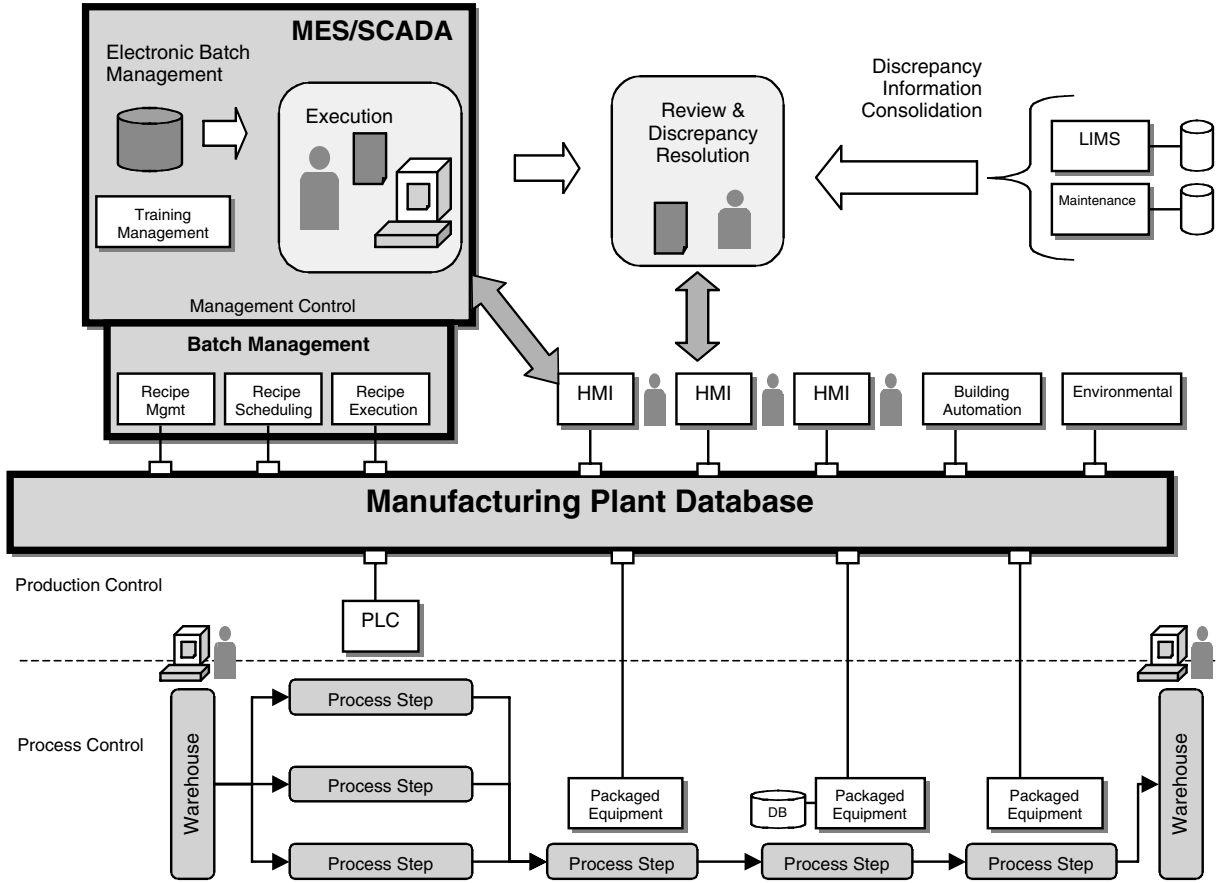 MES/SCADA
Electronic Batch
Management
Execution
Training
Management
Management Control
Review &
Discrepancy
Resolution
Discrepancy
Information
Consolidation
LIMS
Maintenance
Batch Management
Recipe
Mgmt
Recipe
Scheduling
Recipe
Execution
HMI
HMI
HMI
Building
Automation
Environmental
Manufacturing Plant Database
Production Control
PLC
Process Control
Warehouse
Process Step
Process Step
Process Step
Packaged
Equipment
DB
Packaged
Equipment
Packaged
Equipment
Process Step
Process Step
Process Step
Warehouse